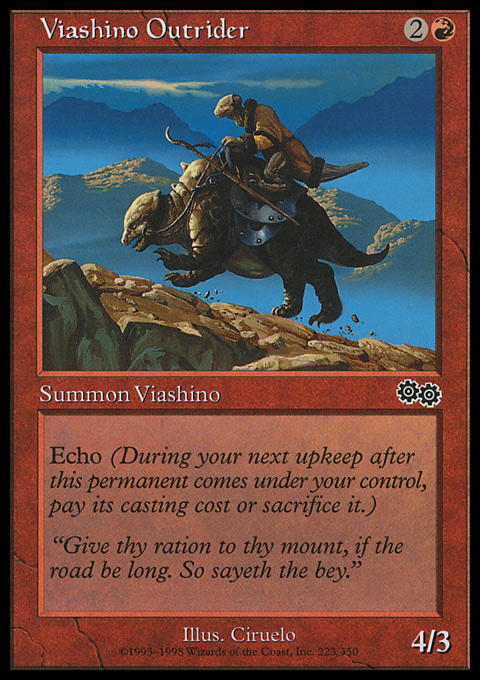 Viashino Outrider 2
Summon Viashino
Echo (During your next upkeep after
this permanent comes under your control,
pay its casting cost or sacrifice it.)
“Give thy ration to thy mount, if the
road be long. So sayeth the bey.”
Illus. Ciruelo
©1993–1998 Wizards of the Coast, Inc. 223/350
4/3